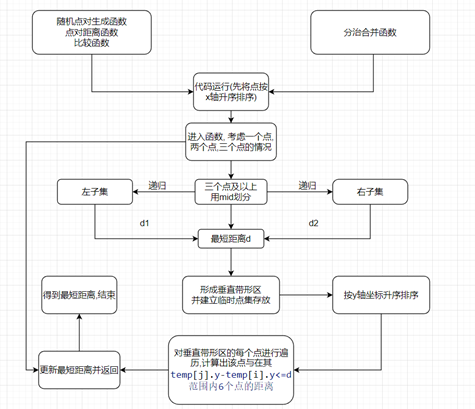 随机点对生成函数
点对距离函数
比较函数
分治合并函数
代码运行(先将点按
x轴升序排序)
进入函数, 考虑一个点,
两个点,三个点的情况
左子集
递归
三个点及以上
用mid划分
递归
右子集
d1
d2
最短距离d
形成垂直带形区
并建立临时点集存放
按y轴坐标升序排序
得到最短距离,结束
对垂直带形区的每个点进行遍
历,计算出该点与在其
temp[j].y-temp[i].y<=d
范围内6个点的距离
更新最短距离并返回